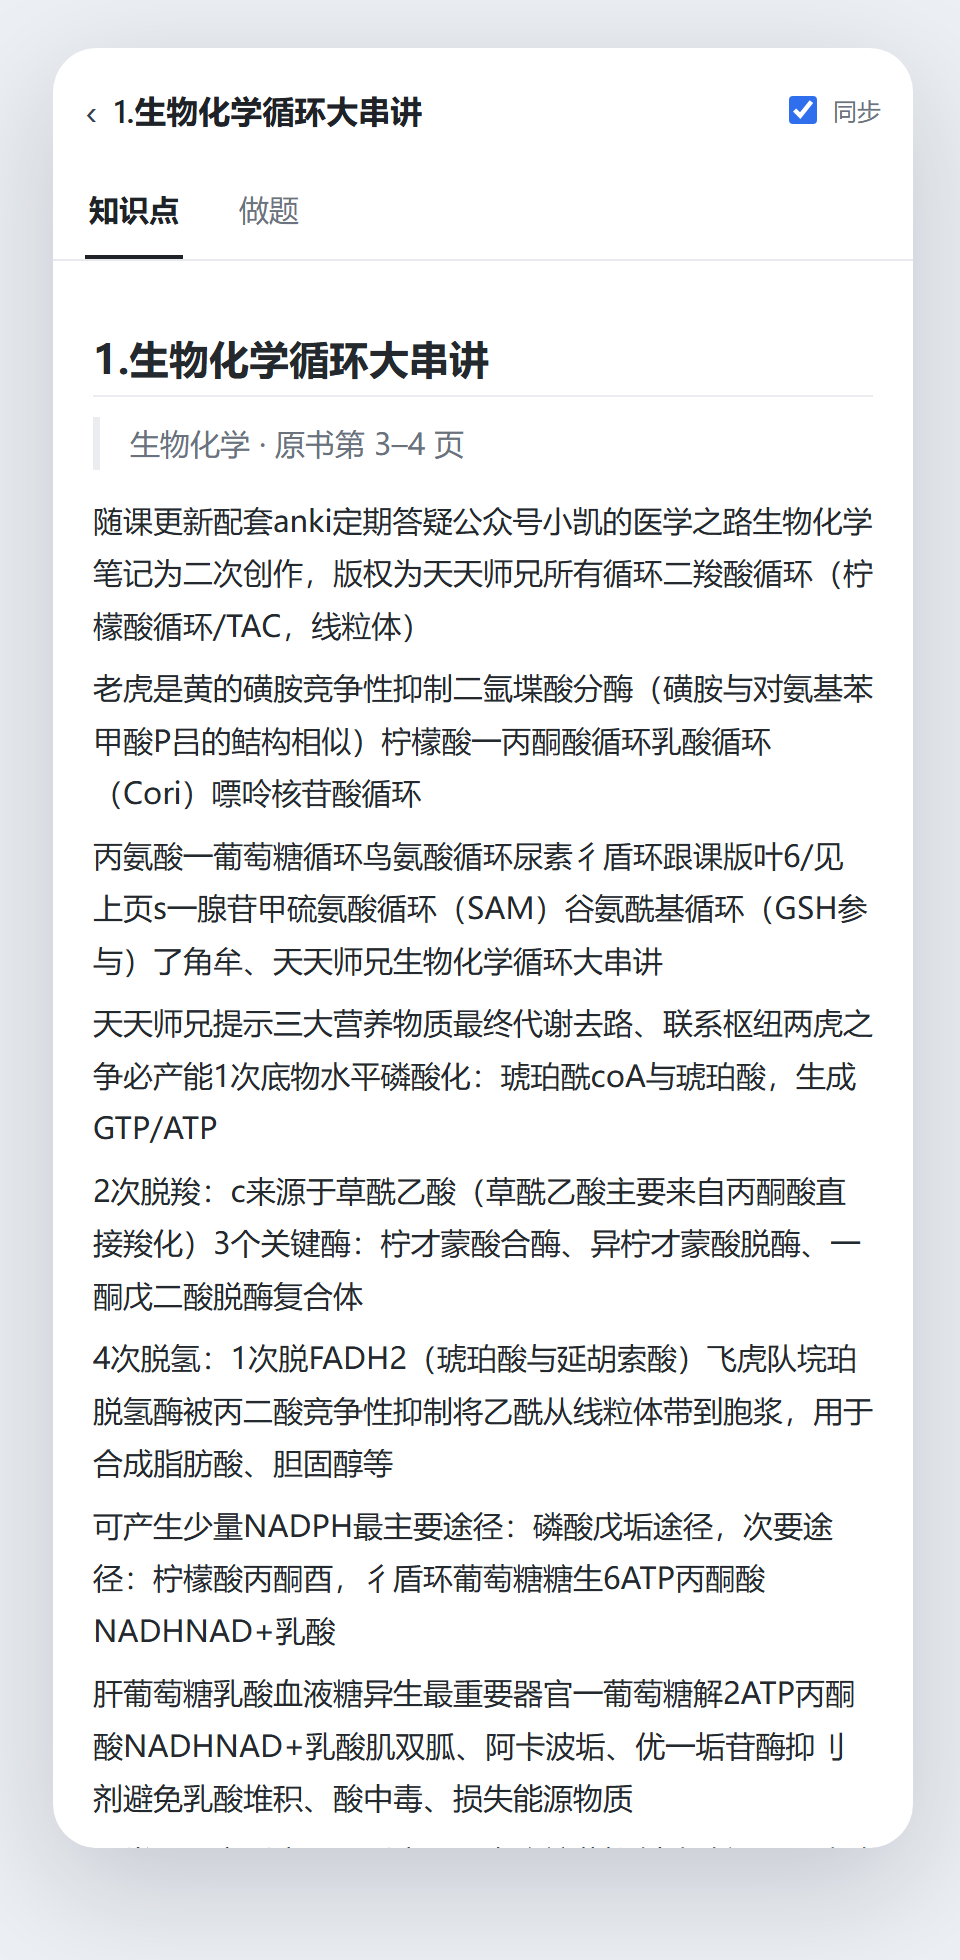 ‹ 1.生物化学循环大串讲
同步
知识点 做题
1.生物化学循环大串讲
生物化学 · 原书第 3–4 页
随课更新配套anki定期答疑公众号小凯的医学之路生物化学
笔记为二次创作，版权为天天师兄所有循环二羧酸循环（柠
檬酸循环/TAC，线粒体）
老虎是黄的磺胺竞争性抑制二氩堞酸分酶（磺胺与对氨基苯
甲酸P吕的鲒构相似）柠檬酸一丙酮酸循环乳酸循环
（Cori）嘌呤核苷酸循环
丙氨酸一葡萄糖循环鸟氨酸循环尿素彳盾环跟课版叶6/见
上页s一腺苷甲硫氨酸循环（SAM）谷氨酰基循环（GSH参
与）了角牟、天天师兄生物化学循环大串讲
天天师兄提示三大营养物质最终代谢去路、联系枢纽两虎之
争必产能1次底物水平磷酸化：琥珀酰coA与琥珀酸，生成
GTP/ATP
2次脱羧：c来源于草酰乙酸（草酰乙酸主要来自丙酮酸直
接羧化）3个关键酶：柠才蒙酸合酶、异柠才蒙酸脱酶、一
酮戊二酸脱酶复合体
4次脱氢：1次脱FADH2（琥珀酸与延胡索酸）飞虎队垸珀
脱氢酶被丙二酸竞争性抑制将乙酰从线粒体带到胞浆，用于
合成脂肪酸、胆固醇等
可产生少量NADPH最主要途径：磷酸戊垢途径，次要途
径：柠檬酸丙酮酉，彳盾环葡萄糖糖生6ATP丙酮酸
NADHNAD+乳酸
肝葡萄糖乳酸血液糖异生最重要器官一葡萄糖解2ATP丙酮
酸NADHNAD+乳酸肌双胍、阿卡波垢、优一垢苷酶抑刂
剂避免乳酸堆积、酸中毒、损失能源物质